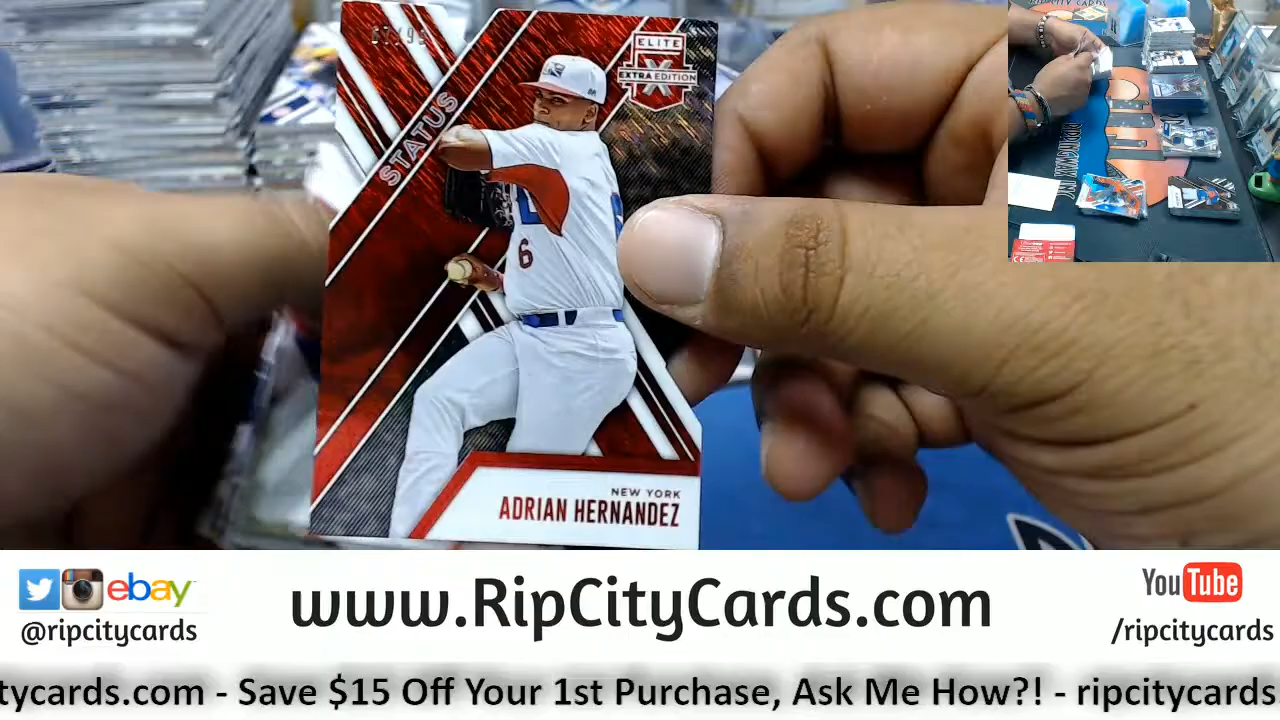 ELITE
X
EXTRA EDITION
STATUS
6
NEW YORK
ADRIAN HERNANDEZ
ebay
@ripcitycards
www.RipCityCards.com
YouTube
/ripcitycards
tycards.com - Save $15 Off Your 1st Purchase, Ask Me How?! - ripcitycards